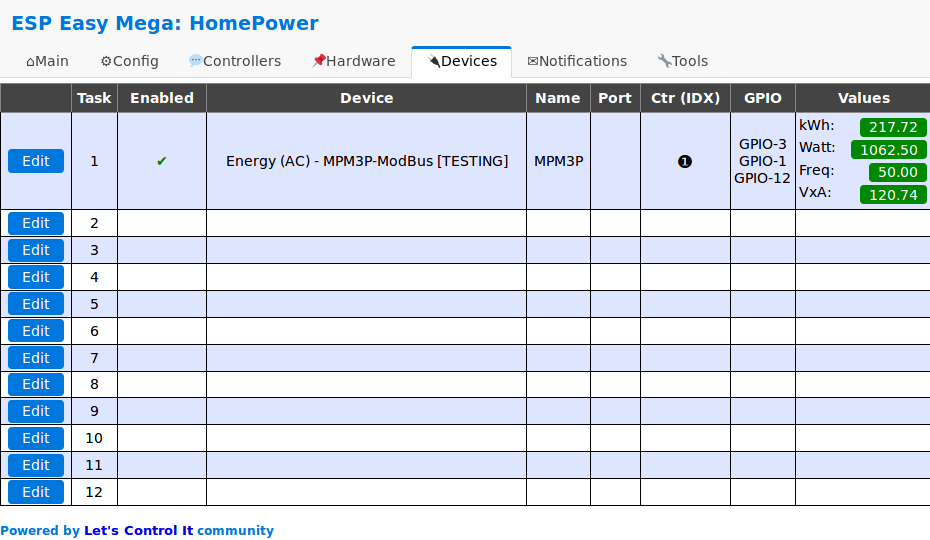 ESP Easy Mega: HomePower
⌂Main ⚙Config 💬Controllers 📌Hardware 🔌Devices ✉Notifications 🔧Tools
Task Enabled Device Name Port Ctr (IDX) GPIO Values
Edit 1 ✔ Energy (AC) - MPM3P-ModBus [TESTING] MPM3P ❶
GPIO-3
GPIO-1
GPIO-12
kWh: 217.72
Watt: 1062.50
Freq: 50.00
VxA: 120.74
Edit 2
Edit 3
Edit 4
Edit 5
Edit 6
Edit 7
Edit 8
Edit 9
Edit 10
Edit 11
Edit 12
Powered by Let's Control It community